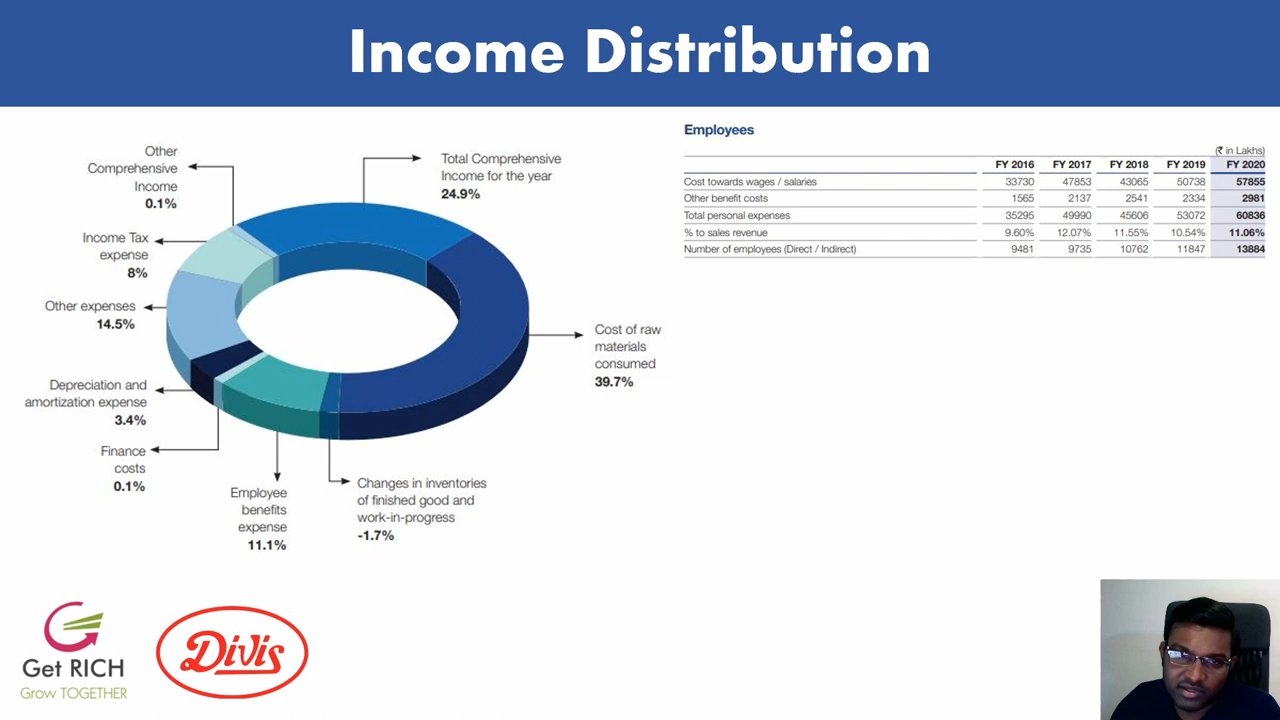 Income Distribution
Other
Comprehensive
Income
0.1%
Total Comprehensive
Income for the year
24.9%
Income Tax
expense
8%
Other expenses
14.5%
Cost of raw
materials
consumed
39.7%
Depreciation and
amortization expense
3.4%
Finance
costs
0.1%
Employee
benefits
expense
11.1%
Changes in inventories
of finished good and
work-in-progress
-1.7%
Employees
(₹ in Lakhs)
FY 2016 FY 2017 FY 2018 FY 2019 FY 2020
Cost towards wages / salaries 33730 47853 43065 50738 57855
Other benefit costs 1565 2137 2541 2334 2981
Total personal expenses 35295 49990 45606 53072 60836
% to sales revenue 9.60% 12.07% 11.55% 10.54% 11.06%
Number of employees (Direct / Indirect) 9481 9735 10762 11847 13884
Get RICH
Grow TOGETHER
Divis